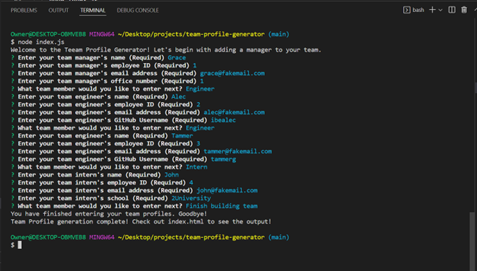 PROBLEMS OUTPUT TERMINAL DEBUG CONSOLE
bash
Owner@DESKTOP-OBMVEB8 MINGW64 ~/Desktop/projects/team-profile-generator (main)
$ node index.js
Welcome to the Teem Profile Generator! Let's begin with adding a manager to your team.
? Enter your team manager's name (Required) Grace
? Enter your team manager's employee ID (Required) 1
? Enter your team manager's email address (Required) grace@fakemail.com
? Enter your team manager's office number (Required) 1
? What team member would you like to enter next? Engineer
? Enter your team engineer's name (Required) Alec
? Enter your team engineer's employee ID (Required) 2
? Enter your team engineer's email address (Required) alec@fakemail.com
? Enter your team engineer's GitHub Username (Required) ibealec
? What team member would you like to enter next? Engineer
? Enter your team engineer's name (Required) Tammer
? Enter your team engineer's employee ID (Required) 3
? Enter your team engineer's email address (Required) tammer@fakemail.com
? Enter your team engineer's GitHub Username (Required) tammerg
? What team member would you like to enter next? Intern
? Enter your team intern's name (Required) John
? Enter your team intern's employee ID (Required) 4
? Enter your team intern's email address (Required) john@fakemail.com
? Enter your team intern's school (Required) 2University
? What team member would you like to enter next? Finish building team
You have finished entering your team profiles. Goodbye!
Team Profile generation complete! Check out index.html to see the output!
Owner@DESKTOP-OBMVEB8 MINGW64 ~/Desktop/projects/team-profile-generator (main)
$